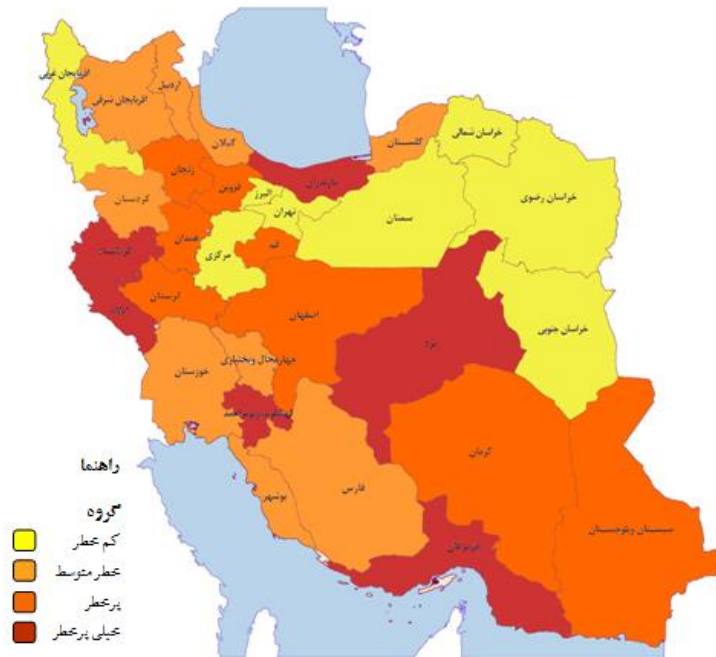 آذربایجان غربی
آذربایجان شرقی
اردبیل
گیلان
زنجان
قزوین
کردستان
همدان
کرمانشاه
ایلام
لرستان
مرکزی
البرز
تهران
قم
مازندران
گلستان
سمنان
خراسان شمالی
خراسان رضوی
خراسان جنوبی
اصفهان
یزد
خوزستان
چهارمحال وبختیاری
کهگیلویه و بویراحمد
فارس
بوشهر
کرمان
هرمزگان
سیستان وبلوچستان
راهنما
گروه
کم خطر
خطر متوسط
پرخطر
خیلی پرخطر